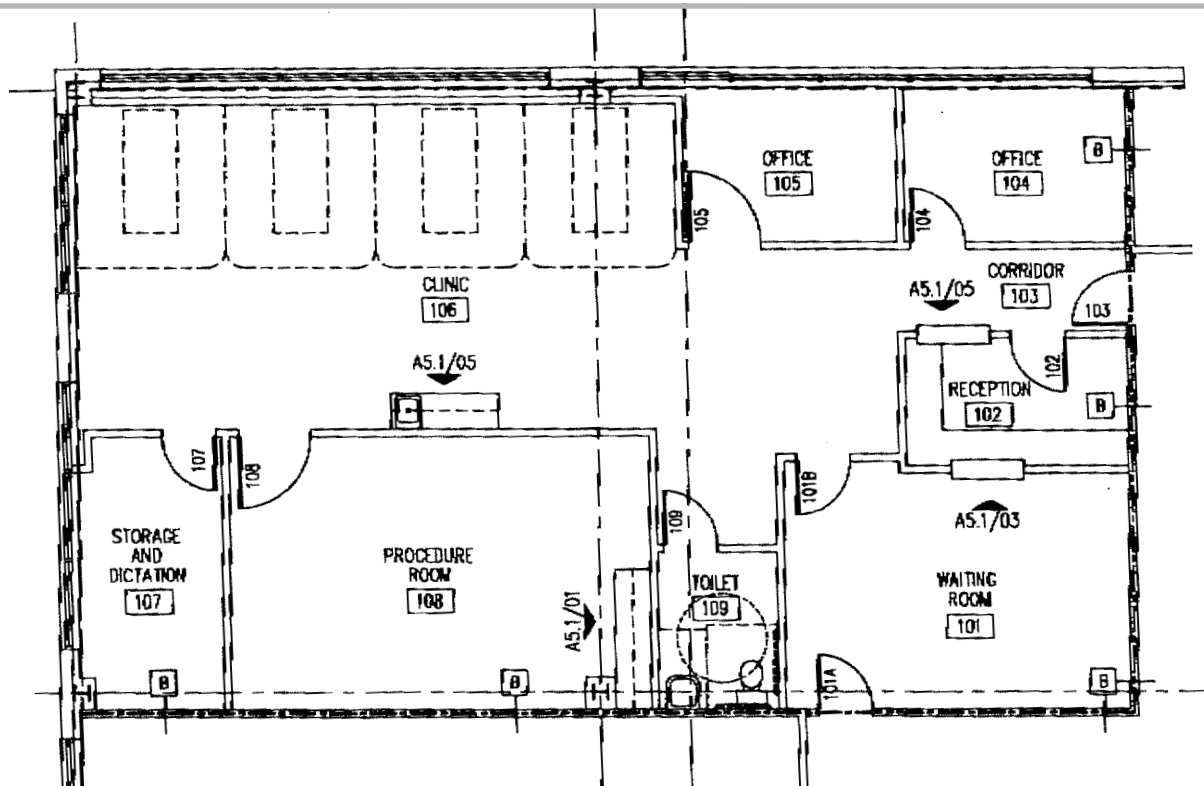 OFFICE
105
OFFICE
104
B
105
104
CORRIDOR
103
A5.1/05
103
CLINIC
106
A5.1/05
102
RECEPTION
102
B
107
108
101B
109
A5.1/03
STORAGE
AND
DICTATION
107
PROCEDURE
ROOM
108
A5.1/01
TOILET
109
WAITING
ROOM
101
101A
B
B
B